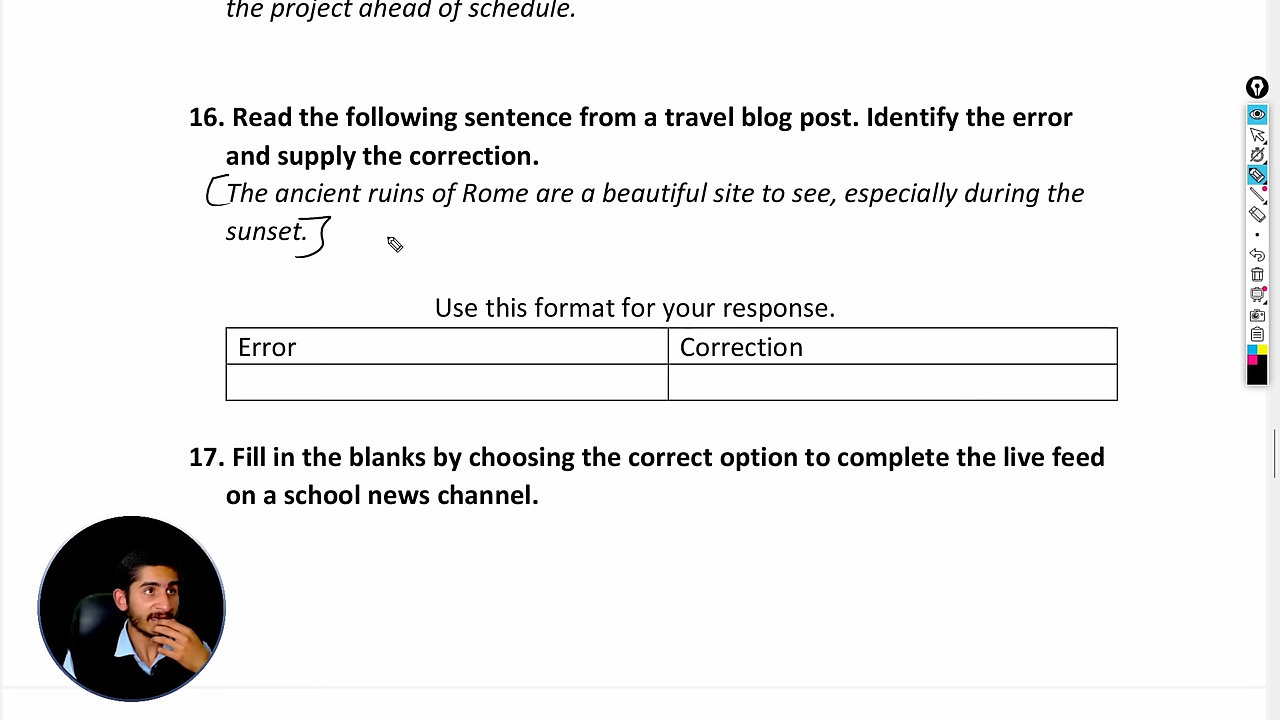 the project ahead of schedule.
16. Read the following sentence from a travel blog post. Identify the error
and supply the correction.
The ancient ruins of Rome are a beautiful site to see, especially during the
sunset.
Use this format for your response.
Error Correction
17. Fill in the blanks by choosing the correct option to complete the live feed
on a school news channel.